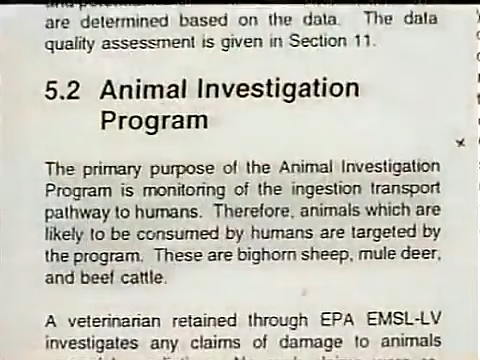 are determined based on the data. The data
quality assessment is given in Section 11.
5.2 Animal Investigation
Program
The primary purpose of the Animal Investigation
Program is monitoring of the ingestion transport
pathway to humans. Therefore, animals which are
likely to be consumed by humans are targeted by
the program. These are bighorn sheep, mule deer,
and beef cattle.
A veterinarian retained through EPA EMSL-LV
investigates any claims of damage to animals